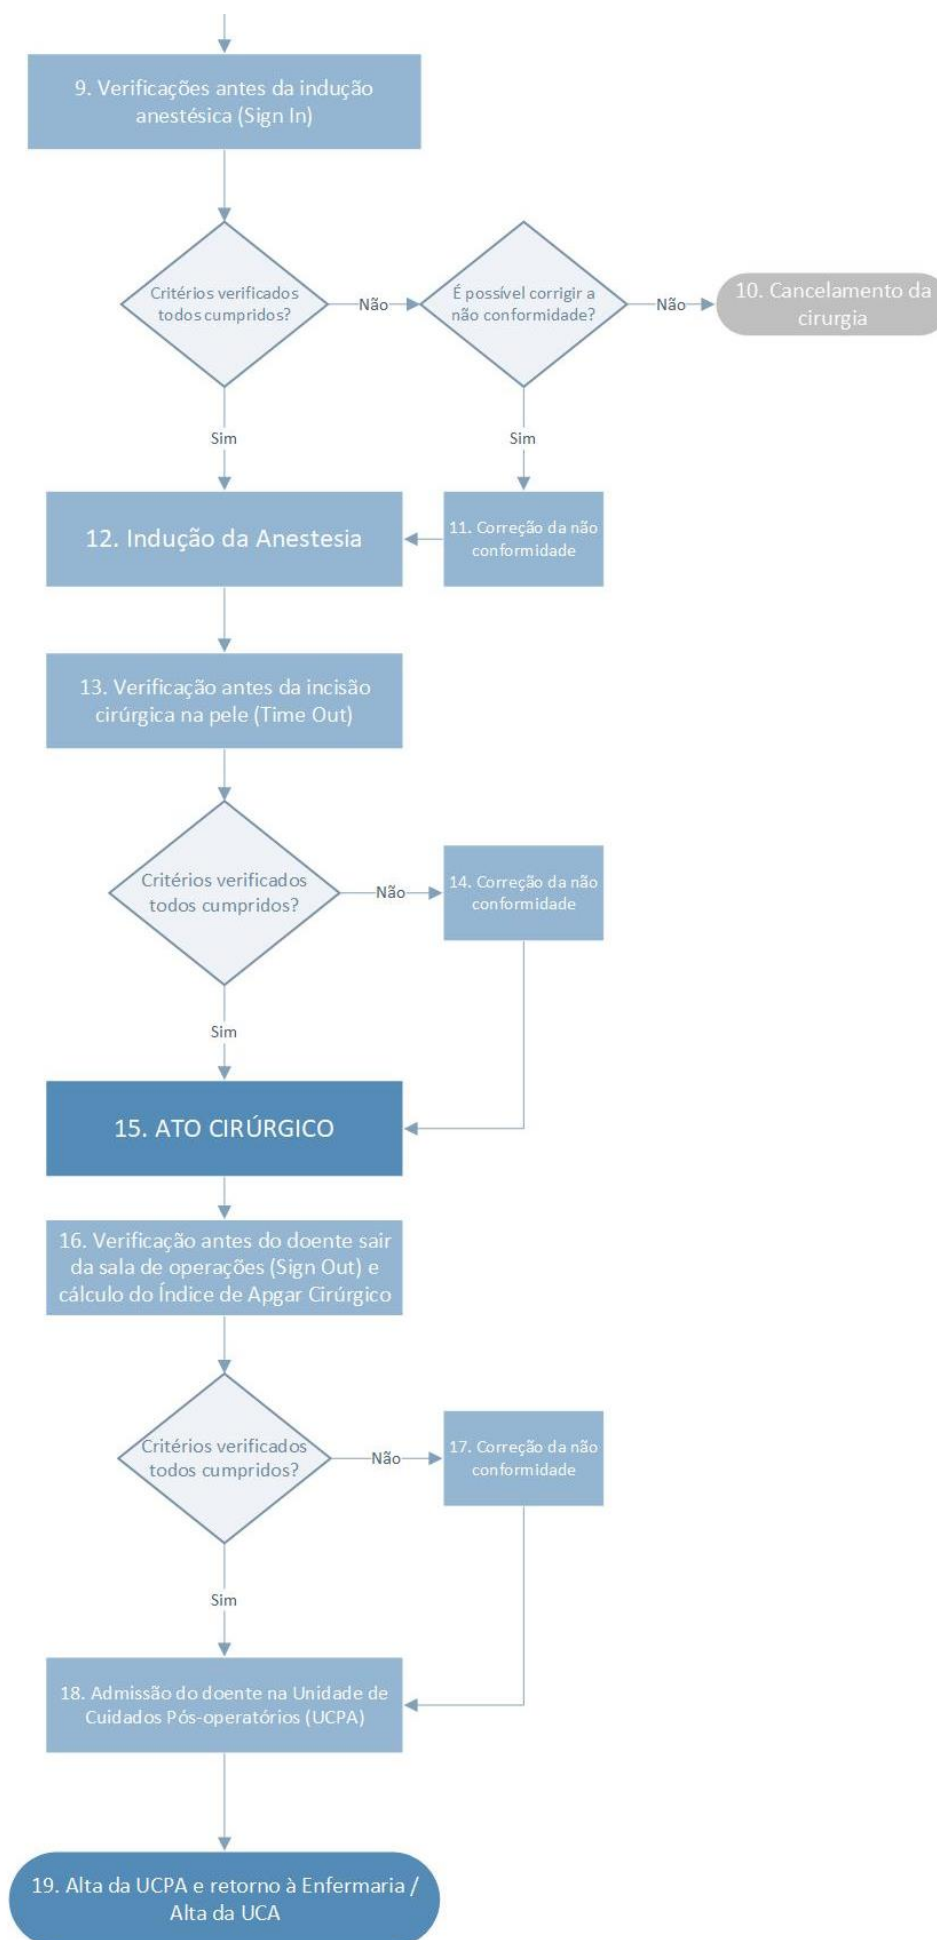 9. Verificações antes da indução
anestésica (Sign In)
Critérios verificados
todos cumpridos?
Não
É possível corrigir a
não conformidade?
Não
10. Cancelamento da
cirurgia
Sim
Sim
12. Indução da Anestesia
11. Correção da não
conformidade
13. Verificação antes da incisão
cirúrgica na pele (Time Out)
Critérios verificados
todos cumpridos?
Não
14. Correção da não
conformidade
Sim
15. ATO CIRÚRGICO
16. Verificação antes do doente sair
da sala de operações (Sign Out) e
cálculo do Índice de Apgar Cirúrgico
Critérios verificados
todos cumpridos?
Não
17. Correção da não
conformidade
Sim
18. Admissão do doente na Unidade de
Cuidados Pós-operatórios (UCPA)
19. Alta da UCPA e retorno à Enfermaria /
Alta da UCA